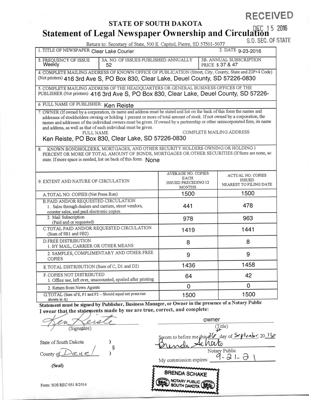 RECEIVED
DEC 15 2016
S.D. SEC. OF STATE
STATE OF SOUTH DAKOTA
Statement of Legal Newspaper Ownership and Circulation
Return to: Secretary of State, 500 E Capitol, Pierre, SD 57501-5077
1. TITLE OF NEWSPAPER Clear Lake Courier
2. DATE 9-23-2016
3. FREQUENCY OF ISSUE Weekly
3A. NO. OF ISSUES PUBLISHED ANNUALLY 52
3B. ANNUAL SUBSCRIPTION PRICE $ 37 & 47
4. COMPLETE MAILING ADDRESS OF KNOWN OFFICE OF PUBLICATION (Street, City, County, State and ZIP+4 Code)
(Not printers) 416 3rd Ave S, PO Box 830, Clear Lake, Deuel County, SD 57226-0830
5. COMPLETE MAILING ADDRESS OF THE HEADQUARTERS OR GENERAL BUSINESS OFFICES OF THE
PUBLISHER (Not printers) 416 3rd Ave S, PO Box 830, Clear Lake, Deuel County, SD 57226-
6. FULL NAME OF PUBLISHER: Ken Reiste
7. OWNER (If owned by a corporation, its name and address must be stated and list on the back of this form the names and
addresses of stockholders owning or holding 1 percent or more of total amount of stock. If not owned by a corporation, the
names and addresses of the individual owners must be given. If owned by a partnership or other unincorporated firm, its name
and address, as well as that of each individual must be given.
FULL NAME COMPLETE MAILING ADDRESS
Ken Reiste, PO Box 830, Clear Lake, SD 57226-0830
8. KNOWN BONDHOLDERS, MORTGAGEES, AND OTHER SECURITY HOLDERS OWNING OR HOLDING 1
PERCENT OR MORE OF TOTAL AMOUNT OF BONDS, MORTGAGES OR OTHER SECURITIES (If there are none, so
state. If more space is needed, list on back of this form. None
9. EXTENT AND NATURE OF CIRCULATION
AVERAGE NO. COPIES EACH ISSUED PRECEDING 12 MONTHS
ACTUAL NO. COPIES ISSUED NEAREST TO FILING DATE
A. TOTAL NO. COPIES (Net Press Run) 1500 1500
B. PAID AND/OR REQUESTED CIRCULATION
1. Sales through dealers and carriers, street vendors,
counter sales, and paid electronic copies. 441 478
2. Mail Subscription
(Paid and or requested) 978 963
C. TOTAL PAID AND/OR REQUESTED CIRCULATION
(Sum of 9B1 and 9B2) 1419 1441
D. FREE DISTRIBUTION
1. BY MAIL, CARRIER OR OTHER MEANS 8 8
2. SAMPLES, COMPLIMENTARY AND OTHER FREE
COPIES 9 9
E. TOTAL DISTRIBUTION (Sum of C, D1 and D2) 1436 1458
F. COPIES NOT DISTRIBUTED
1. Office use, left over, unaccounted, spoiled after printing 64 42
2. Return from News Agents 0 0
G. TOTAL (Sum of E, F1 and F2 - Should equal net press run
shown in A) 1500 1500
Statement must be signed by Publisher, Business Manager, or Owner in the presence of a Notary Public
I swear that the statements made by me are true, correct, and complete:
Ken Reiste owner
(Signature) (Title)
State of South Dakota )
§
County of Deuel )
Sworn to before me this 26 day of September, 20 16
Brenda Schake
Notary Public
My commission expires: 9-21-21
(Seal)
BRENDA SCHAKE
NOTARY PUBLIC
SOUTH DAKOTA
SEAL
SEAL
Form: SOS REC 051 8/2014